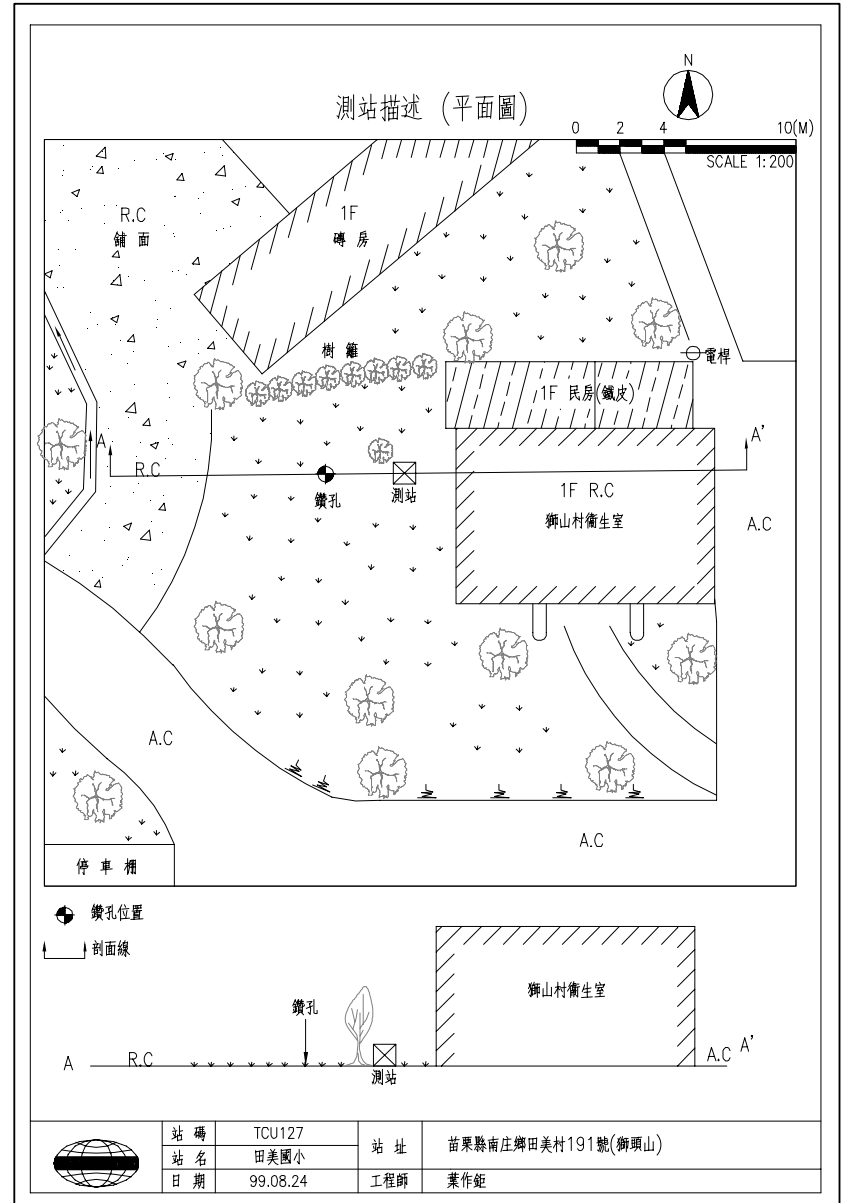 N
測站描述 (平面圖)
0 2 4 10(M)
SCALE 1:200
R.C
舖面
1F
磚房
樹籬
電桿
1F 民房(鐵皮)
A
A'
R.C
鑽孔
測站
1F R.C
獅山村衞生室
A.C
A.C
A.C
停車棚
鑽孔位置
剖面線
獅山村衞生室
鑽孔
A
R.C
測站
A.C
A'
站碼 TCU127
站名 田美國小
日期 99.08.24
站址 苗栗縣南庄鄉田美村191號(獅頭山)
工程師 葉作鉅